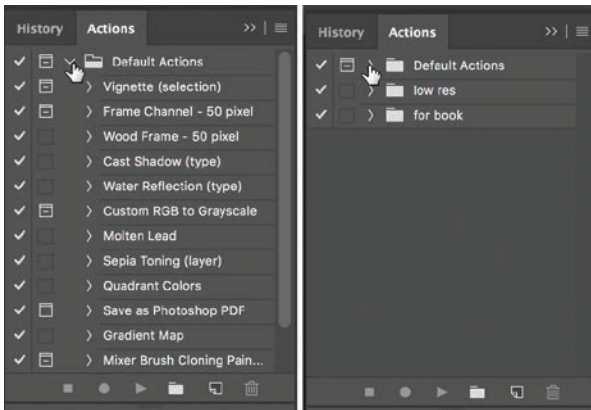 History Actions
Default Actions
Vignette (selection)
Frame Channel - 50 pixel
Wood Frame - 50 pixel
Cast Shadow (type)
Water Reflection (type)
Custom RGB to Grayscale
Molten Lead
Sepia Toning (layer)
Quadrant Colors
Save as Photoshop PDF
Gradient Map
Mixer Brush Cloning Pain...
History Actions
Default Actions
low res
for book